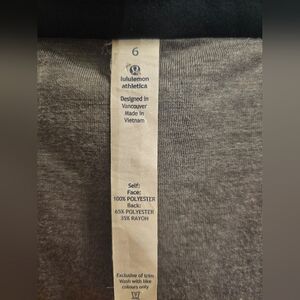 6
lululemon
athletica
Designed in
Vancouver
Made in
Vietnam
Self:
Face:
100% POLYESTER
Back:
65% POLYESTER
35% RAYON
Exclusive of trim
Wash with like
colours only